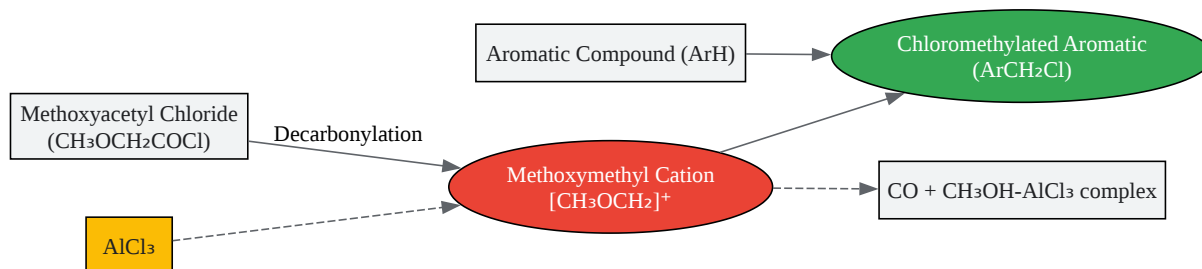 Aromatic Compound (ArH)
Chloromethylated Aromatic
(ArCH₂Cl)
Methoxyacetyl Chloride
(CH₃OCH₂COCl)
Decarbonylation
Methoxymethyl Cation
[CH₃OCH₂]⁺
CO + CH₃OH-AlCl₃ complex
AlCl₃